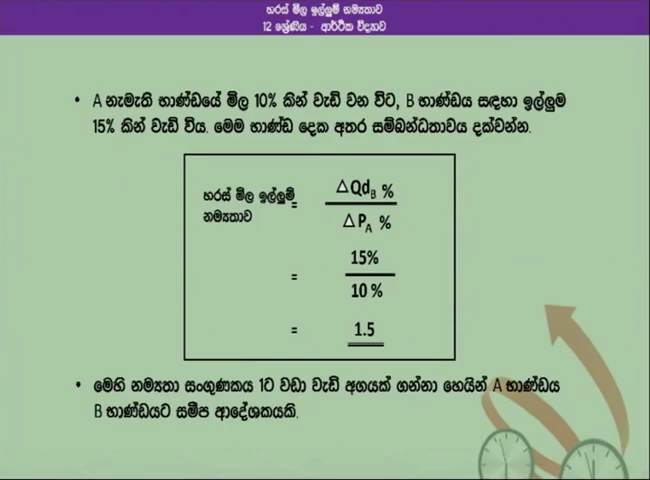 හරස් මිල ඉල්ලුම් නම්‍යතාව
12 ශ්‍රේණිය - ආර්ථික විද්‍යාව
• A නැමැති භාණ්ඩයේ මිල 10% කින් වැඩි වන විට, B භාණ්ඩය සඳහා ඉල්ලුම
15% කින් වැඩි විය. මෙම භාණ්ඩ දෙක අතර සම්බන්ධතාවය දක්වන්න.
හරස් මිල ඉල්ලුම්
නම්‍යතාව
= △QdB %
△PA %
= 15%
10 %
= 1.5
• මෙහි නම්‍යතා සංගුණකය 1ට වඩා වැඩි අගයක් ගන්නා හෙයින් A භාණ්ඩය
B භාණ්ඩයට සමීප ආදේශකයකි.